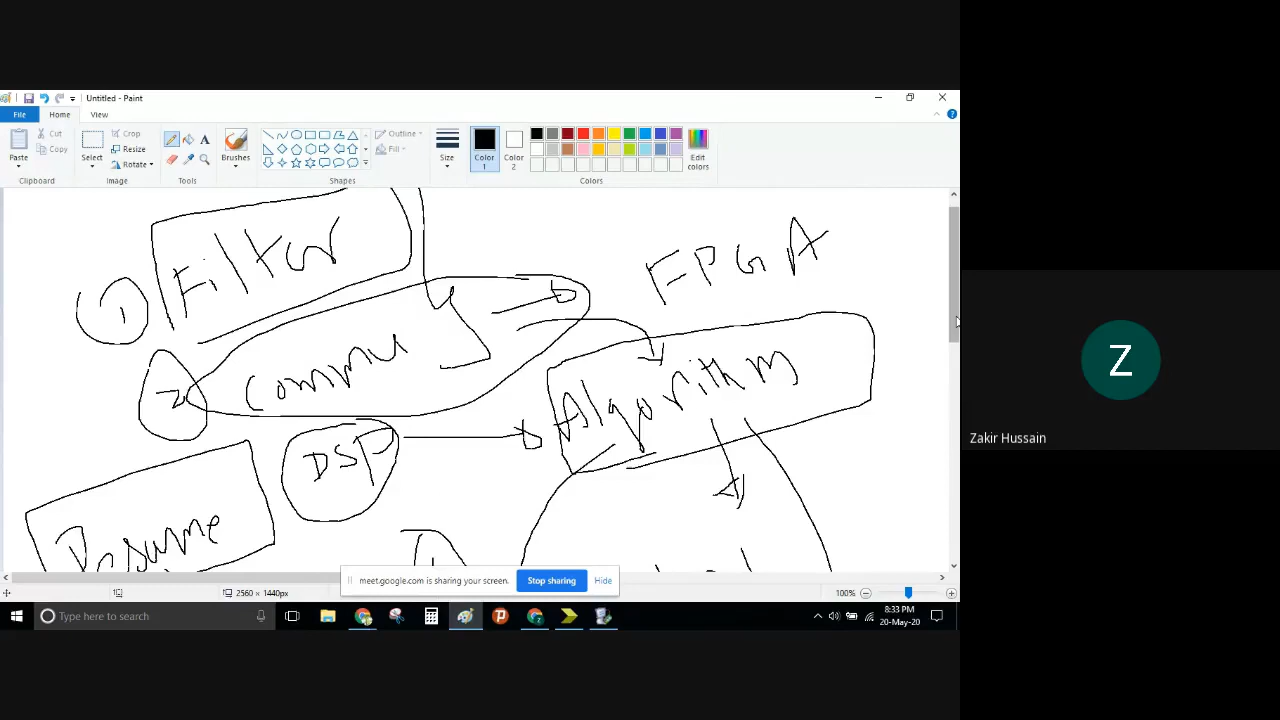 Untitled - Paint
File Home View
Cut
Copy
Paste
Clipboard
Crop
Resize
Rotate
Select
Image
Tools
Brushes
Shapes
Outline
Fill
Size
Color 1
Color 2
Colors
Edit colors
Filter
FPGA
1
Commu
Algorithm
2
DSP
Resume
Z
Zakir Hussain
meet.google.com is sharing your screen.
Stop sharing
Hide
2560 × 1440px
100%
Type here to search
8:33 PM
20-May-20